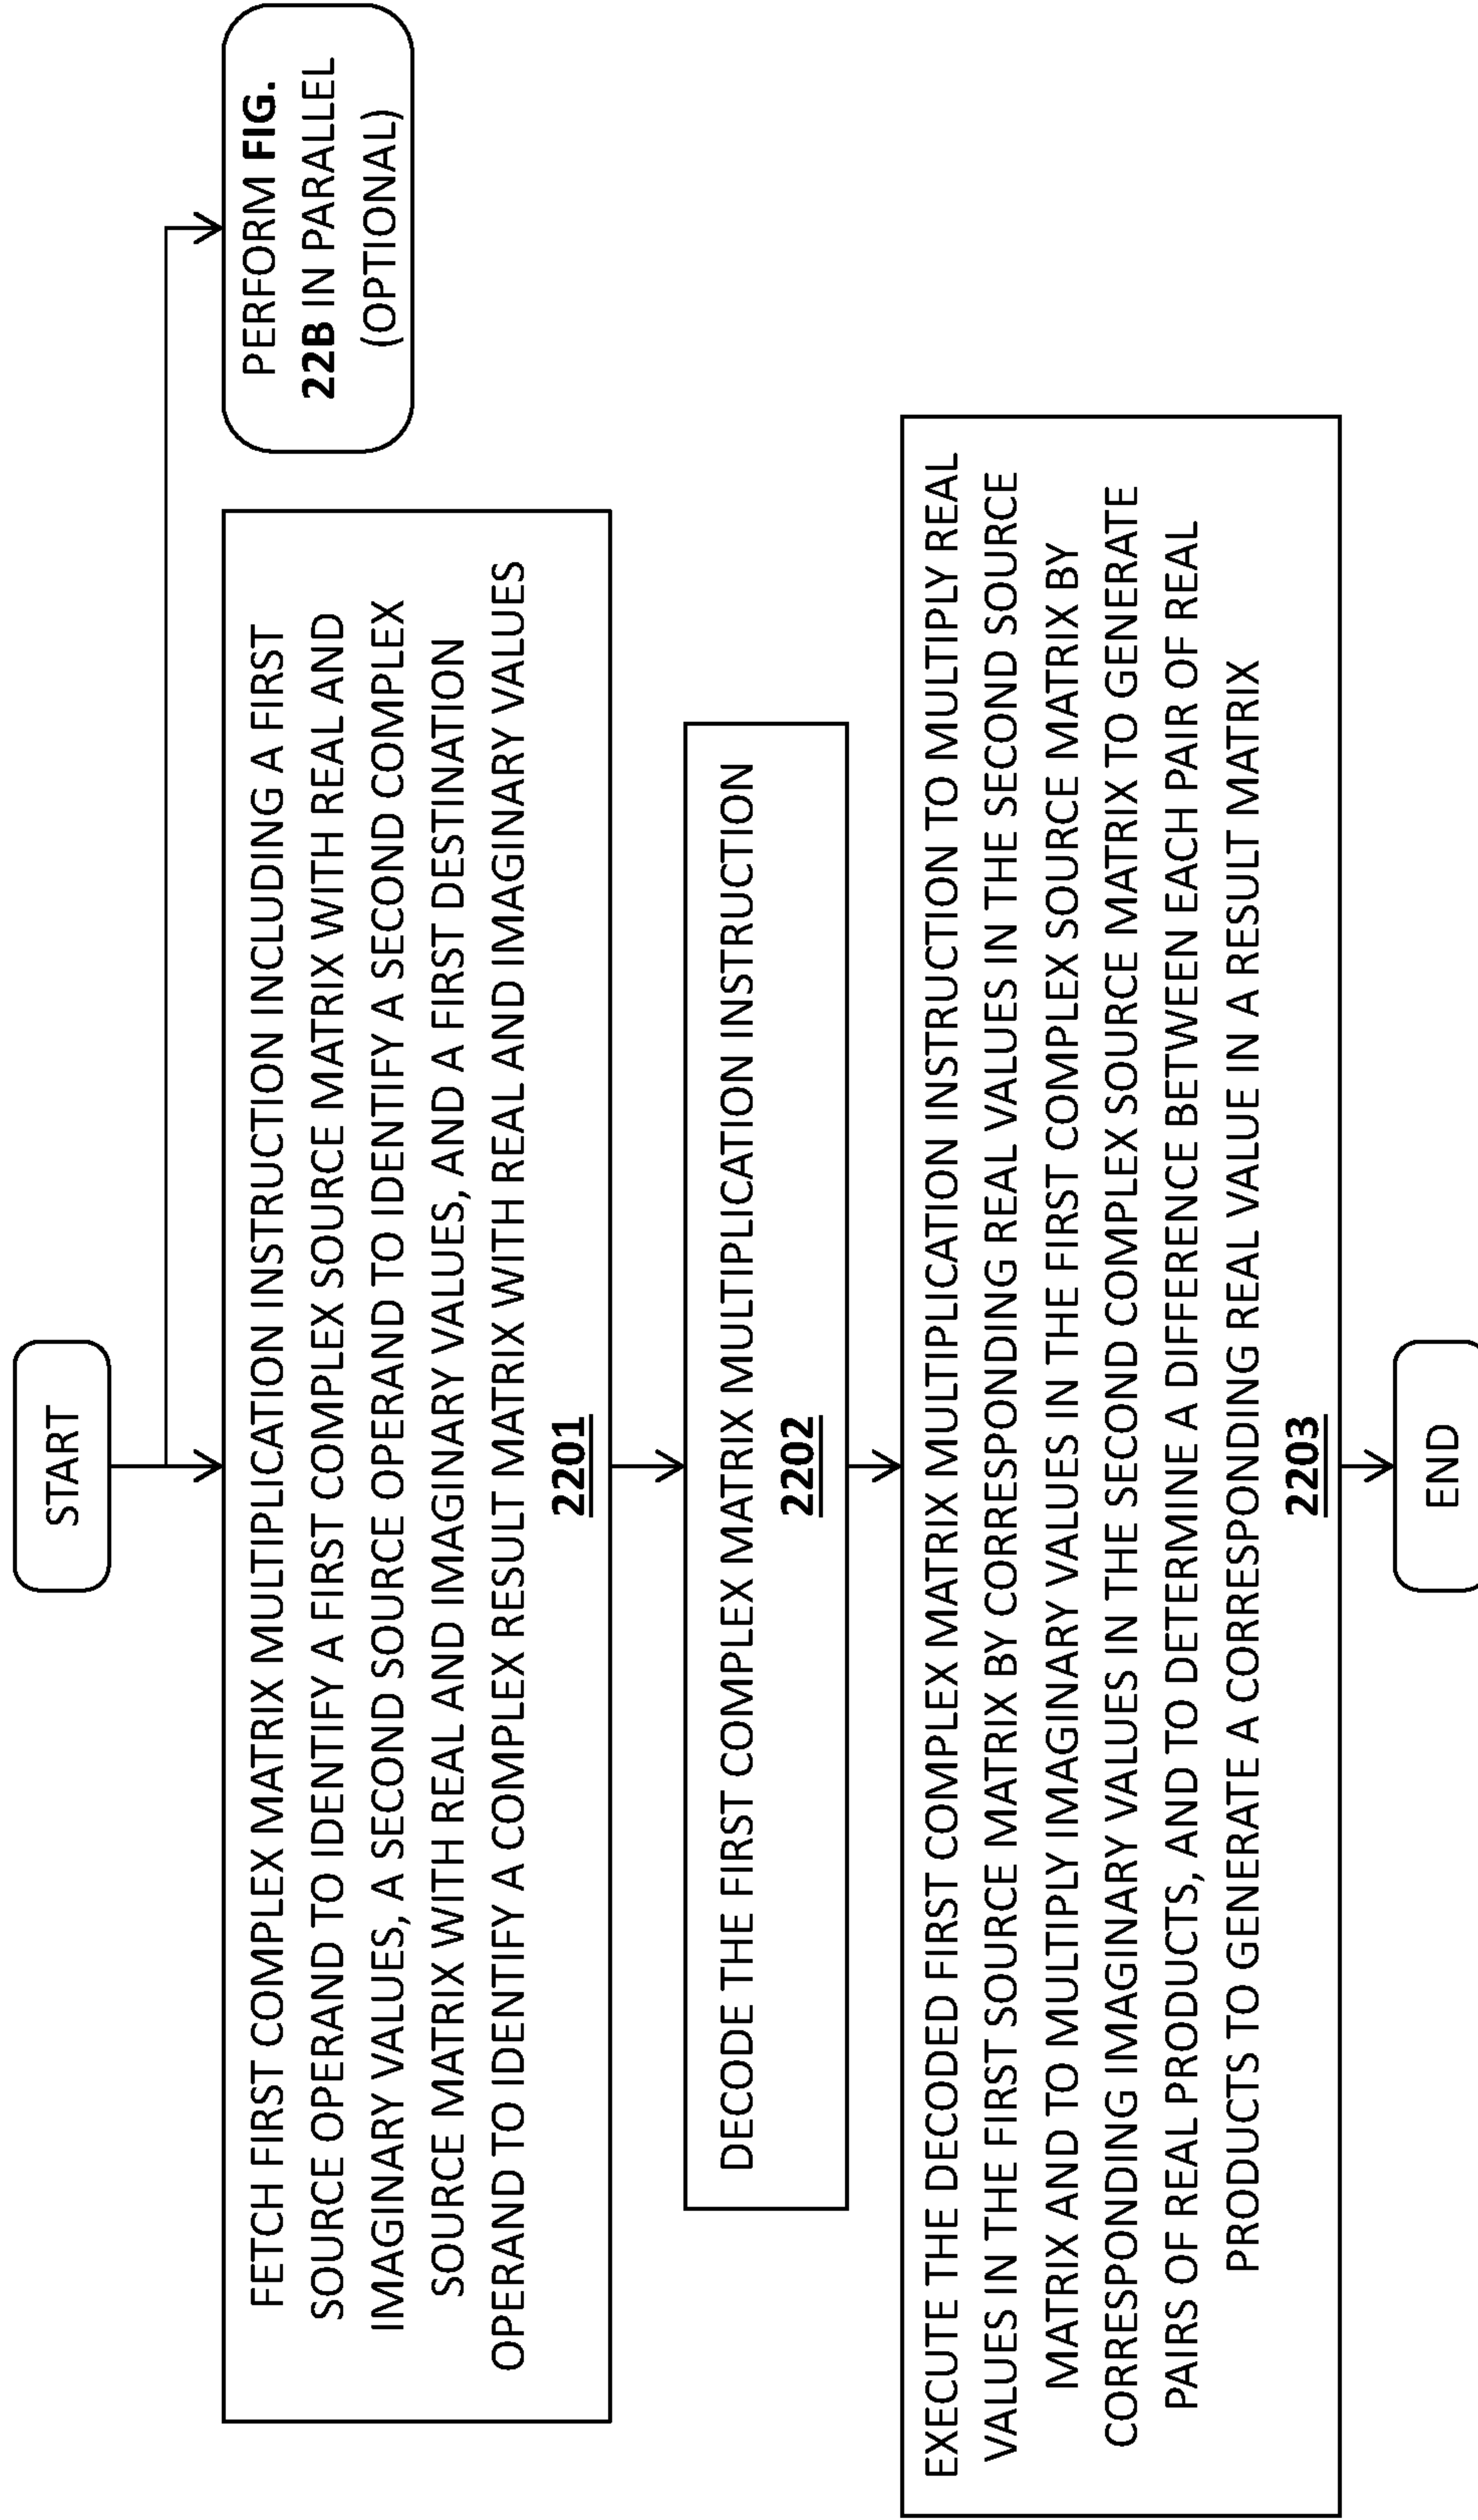 START
PERFORM FIG.
22B IN PARALLEL
(OPTIONAL)
FETCH FIRST COMPLEX MATRIX MULTIPLICATION INSTRUCTION INCLUDING A FIRST
SOURCE OPERAND TO IDENTIFY A FIRST COMPLEX SOURCE MATRIX WITH REAL AND
IMAGINARY VALUES, A SECOND SOURCE OPERAND TO IDENTIFY A SECOND COMPLEX
SOURCE MATRIX WITH REAL AND IMAGINARY VALUES, AND A FIRST DESTINATION
OPERAND TO IDENTIFY A COMPLEX RESULT MATRIX WITH REAL AND IMAGINARY VALUES
2201
DECODE THE FIRST COMPLEX MATRIX MULTIPLICATION INSTRUCTION
2202
EXECUTE THE DECODED FIRST COMPLEX MATRIX MULTIPLICATION INSTRUCTION TO MULTIPLY REAL
VALUES IN THE FIRST SOURCE MATRIX BY CORRESPONDING REAL VALUES IN THE SECOND SOURCE
MATRIX AND TO MULTIPLY IMAGINARY VALUES IN THE FIRST COMPLEX SOURCE MATRIX BY
CORRESPONDING IMAGINARY VALUES IN THE SECOND COMPLEX SOURCE MATRIX TO GENERATE
PAIRS OF REAL PRODUCTS, AND TO DETERMINE A DIFFERENCE BETWEEN EACH PAIR OF REAL
PRODUCTS TO GENERATE A CORRESPONDING REAL VALUE IN A RESULT MATRIX
2203
END